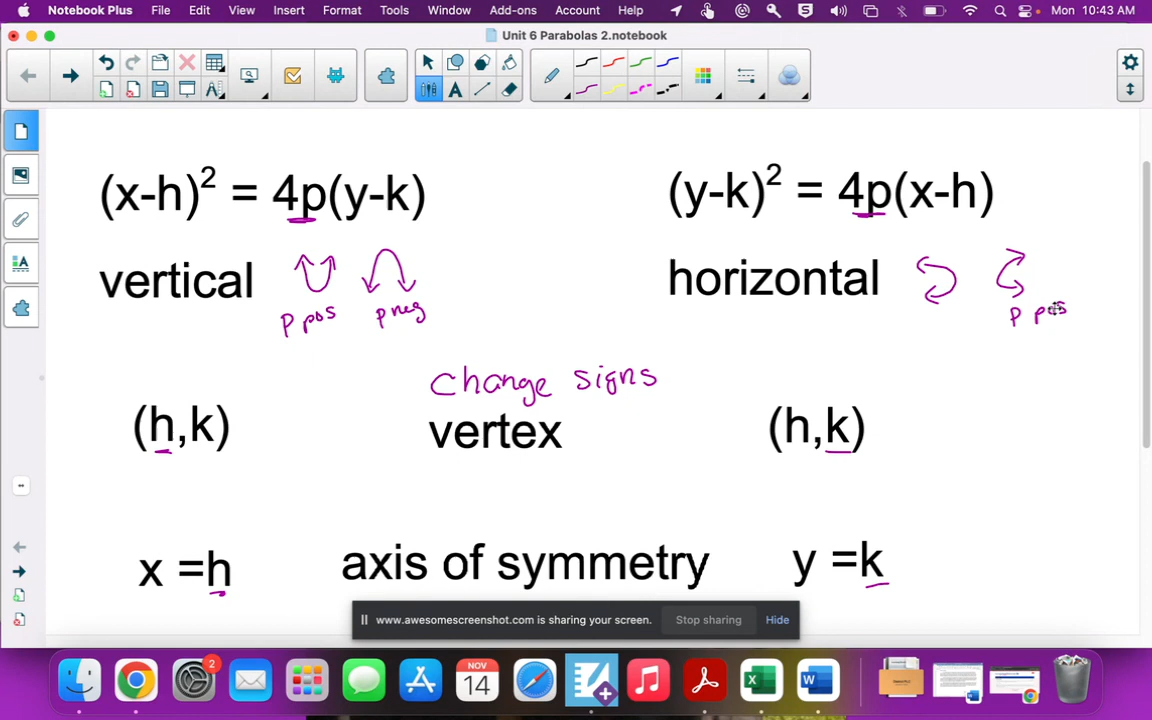 Notebook Plus File Edit View Insert Format Tools Window Add-ons Account Help Mon 10:43 AM
Unit 6 Parabolas 2.notebook
(x-h)² = 4p(y-k)
(y-k)² = 4p(x-h)
vertical
horizontal
p pos
p neg
p pos
change signs
(h,k)
vertex
(h,k)
x =h
axis of symmetry
y =k
www.awesomescreenshot.com is sharing your screen. Stop sharing Hide
2
NOV
14